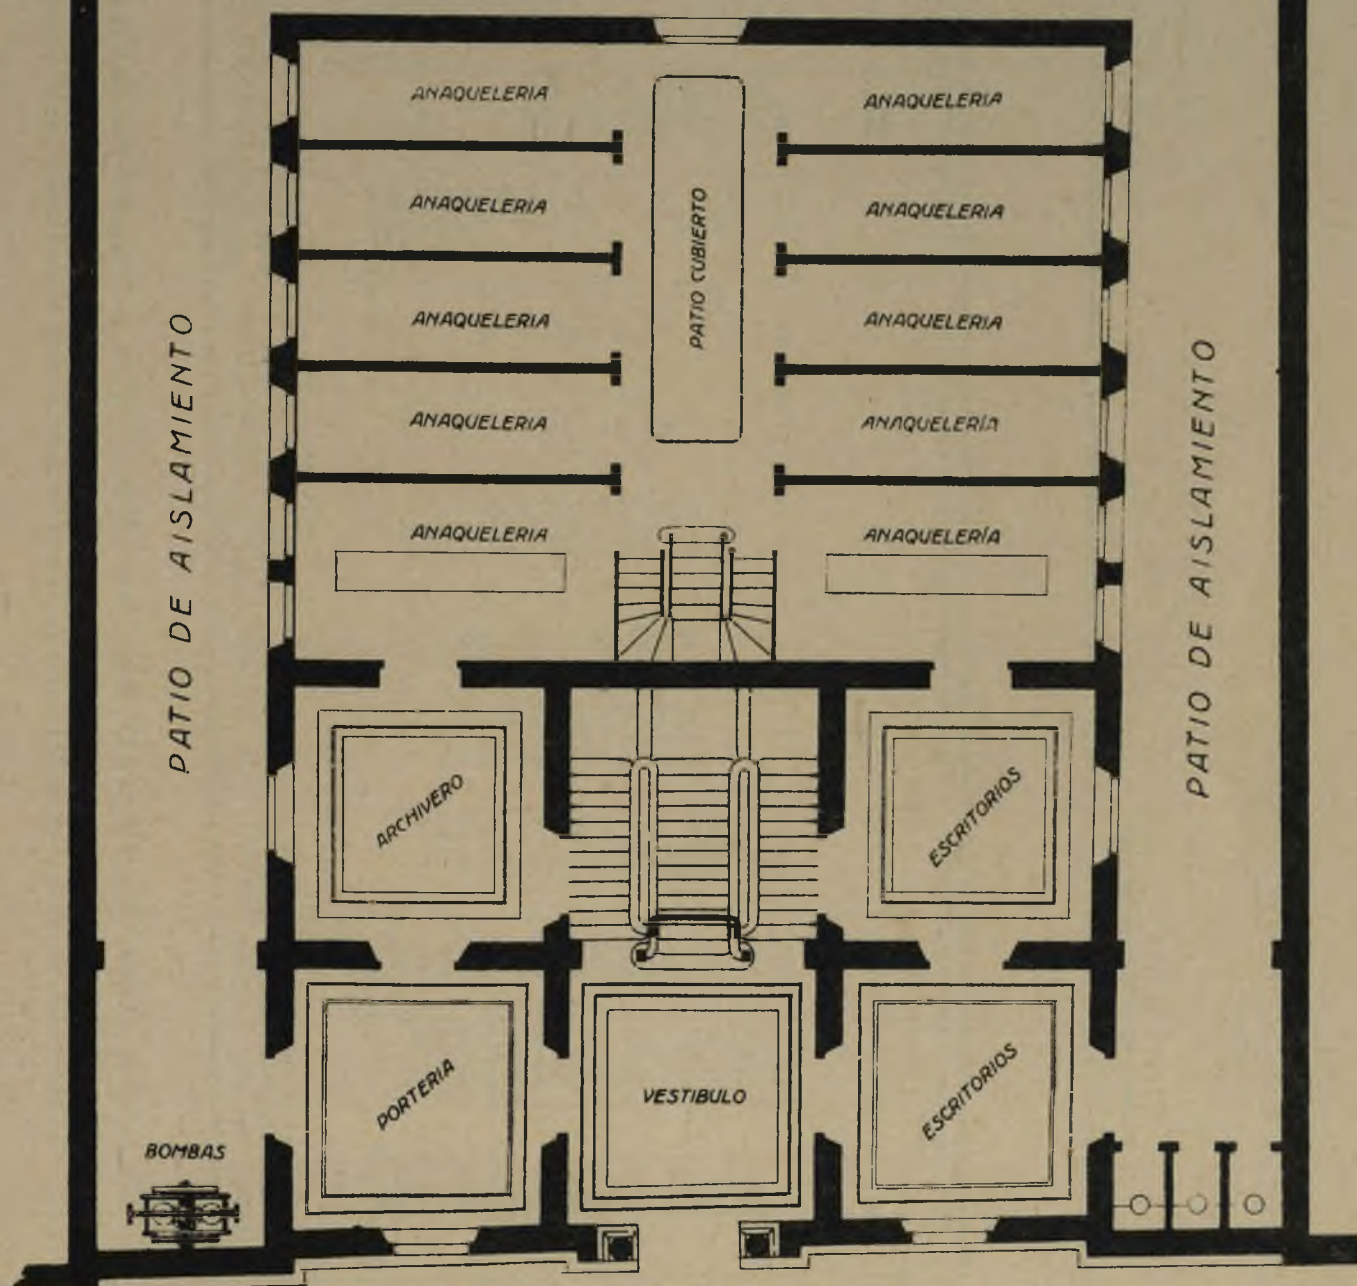 ANAQUELERIA
ANAQUELERIA
ANAQUELERIA
ANAQUELERIA
PATIO CUBIERTO
ANAQUELERIA
ANAQUELERIA
ANAQUELERIA
ANAQUELERÍA
ANAQUELERIA
ANAQUELERÍA
PATIO DE AISLAMIENTO
PATIO DE AISLAMIENTO
ARCHIVERO
ESCRITORIOS
PORTERIA
VESTIBULO
ESCRITORIOS
BOMBAS